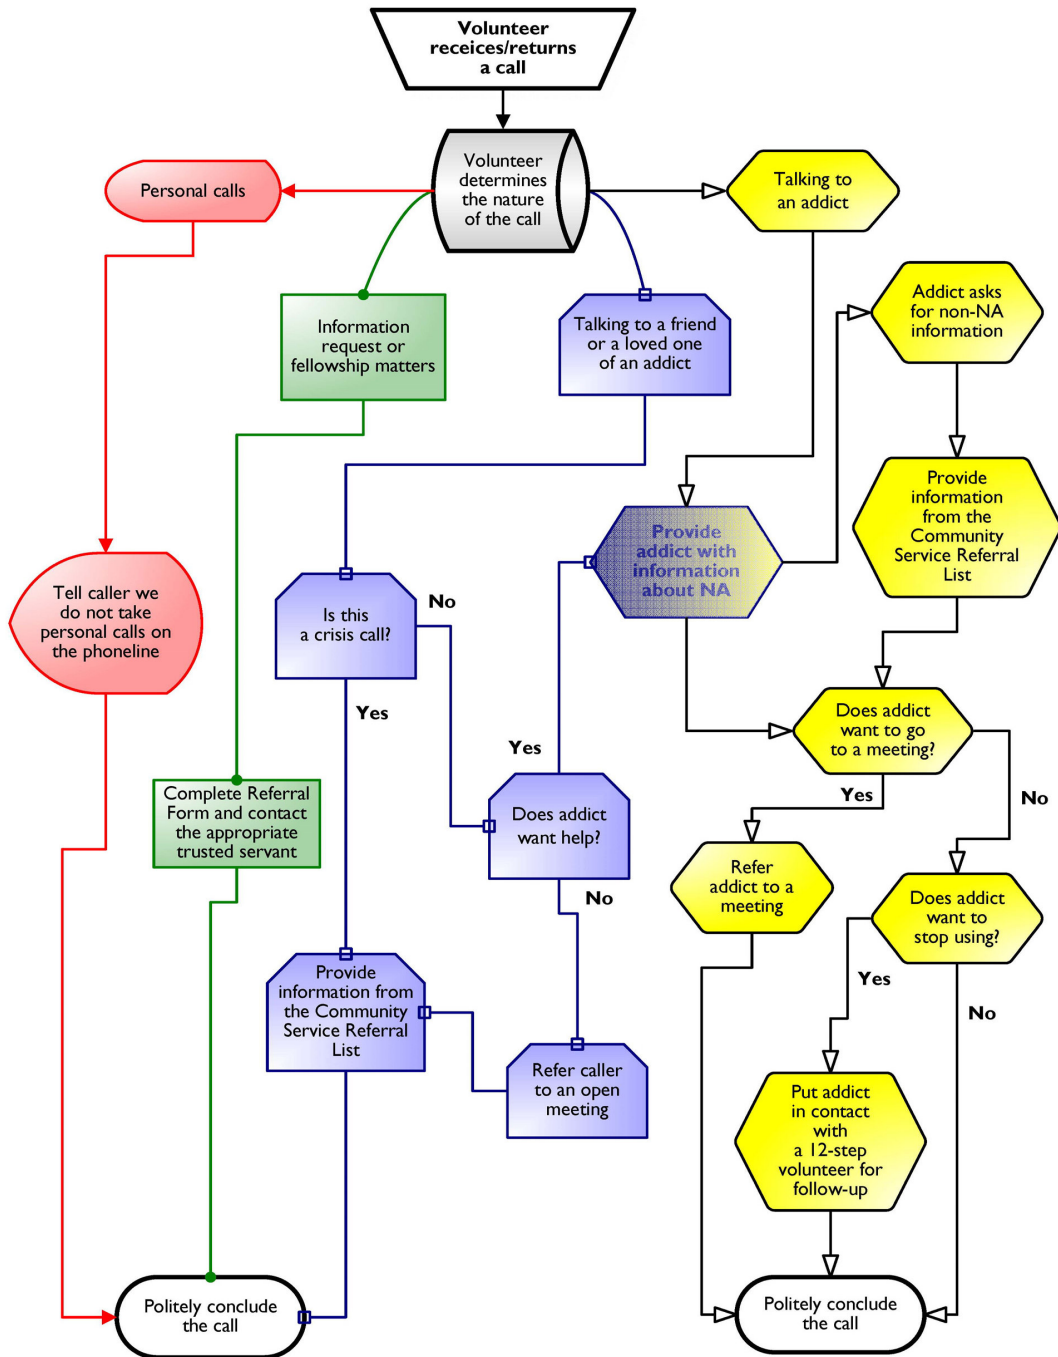 Volunteer
receices/returns
a call
Volunteer
determines
the nature
of the call
Personal calls
Talking to
an addict
Information
request or
fellowship matters
Talking to a friend
or a loved one
of an addict
Addict asks
for non-NA
information
Provide
information
from the
Community
Service Referral
List
Provide
addict with
information
about NA
Tell caller we
do not take
personal calls on
the phoneline
Is this
a crisis call?
No
Yes
Does addict
want to go
to a meeting?
Yes
No
Yes
Does addict
want help?
No
Complete Referral
Form and contact
the appropriate
trusted servant
Refer
addict to a
meeting
Does addict
want to
stop using?
Yes
No
Provide
information from
the Community
Service Referral
List
Refer caller
to an open
meeting
Put addict
in contact
with
a 12-step
volunteer for
follow-up
Politely conclude
the call
Politely conclude
the call